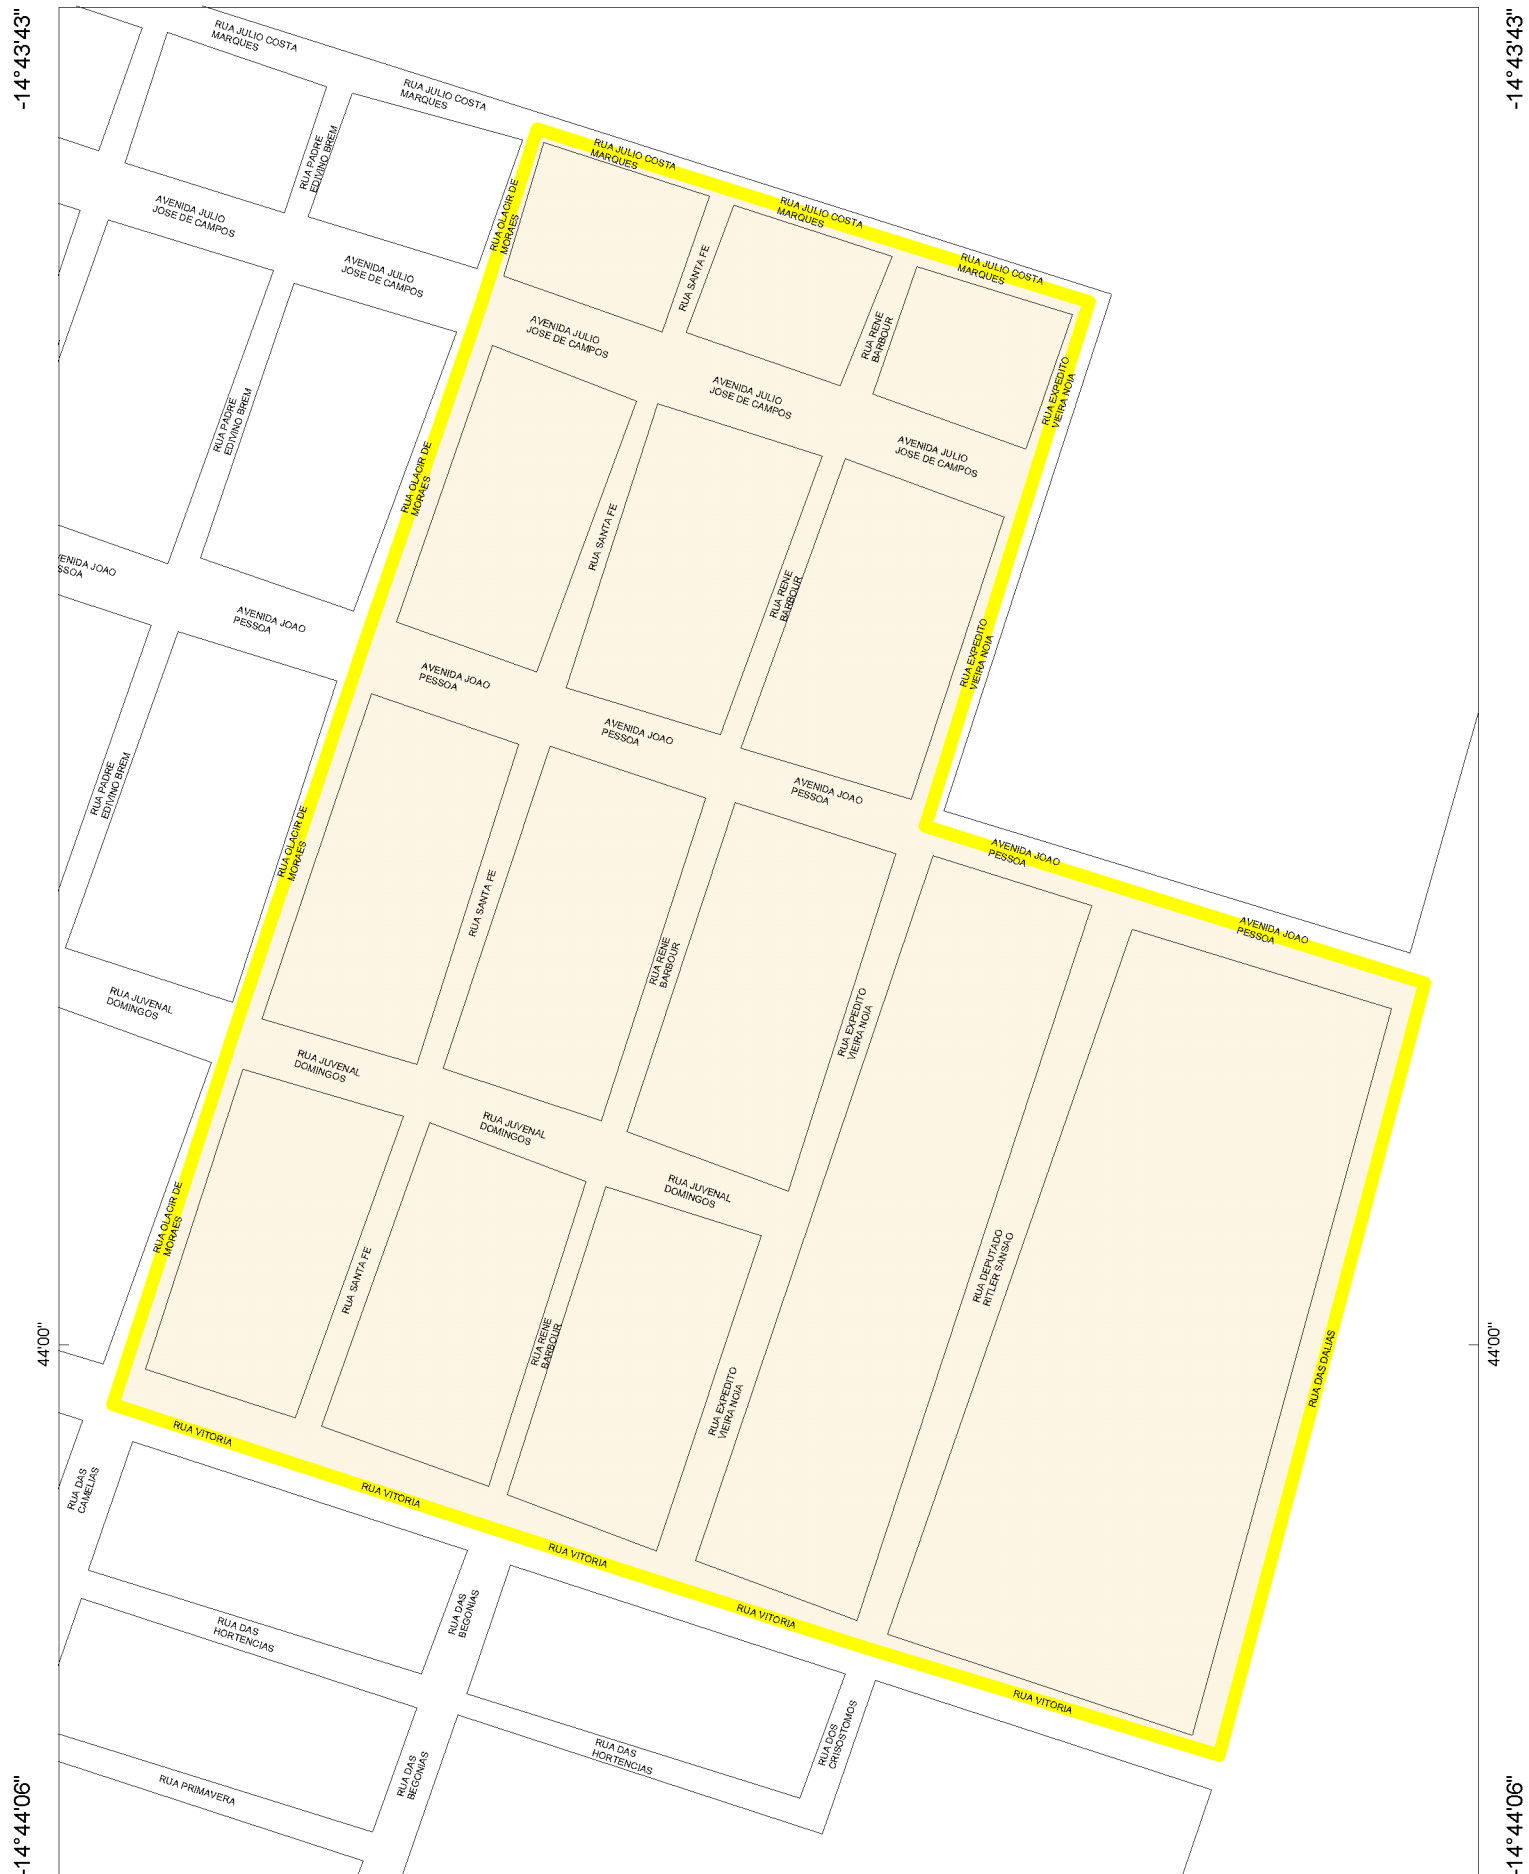 -14°43'43"
-14°43'43"
RUA JULIO COSTA
MARQUES
RUA JULIO COSTA
MARQUES
RUA JULIO COSTA
MARQUES
RUA JULIO COSTA
MARQUES
RUA JULIO COSTA
MARQUES
RUA PADRE
EDIVINO BREM
RUA OLACIR DE
MORAES
AVENIDA JULIO
JOSE DE CAMPOS
AVENIDA JULIO
JOSE DE CAMPOS
RUA SANTA FE
RUA RENE
BARBOUR
AVENIDA JULIO
JOSE DE CAMPOS
AVENIDA JULIO
JOSE DE CAMPOS
RUA EXPEDITO
VIEIRA NOIA
AVENIDA JULIO
JOSE DE CAMPOS
RUA PADRE
EDIVINO BREM
RUA OLACIR DE
MORAES
RUA SANTA FE
RUA RENE
BARBOUR
VENIDA JOAO
SSOA
AVENIDA JOAO
PESSOA
RUA EXPEDITO
VIEIRA NOIA
AVENIDA JOAO
PESSOA
AVENIDA JOAO
PESSOA
AVENIDA JOAO
PESSOA
RUA PADRE
EDIVINO BREM
RUA OLACIR DE
MORAES
AVENIDA JOAO
PESSOA
RUA SANTA FE
AVENIDA JOAO
PESSOA
RUA RENE
BARBOUR
RUA JUVENAL
DOMINGOS
RUA EXPEDITO
VIEIRA NOIA
RUA JUVENAL
DOMINGOS
RUA JUVENAL
DOMINGOS
RUA JUVENAL
DOMINGOS
RUA OLACIR DE
MORAES
RUA SANTA FE
RUA DEPUTADO
RITLER SANSAO
RUA RENE
BARBOUR
44'00"
44'00"
RUA DAS DALIAS
RUA EXPEDITO
VIEIRA NOIA
RUA VITORIA
RUA DAS
CAMELIAS
RUA VITORIA
RUA VITORIA
RUA DAS
BEGONIAS
RUA VITORIA
RUA DAS
HORTENCIAS
RUA VITORIA
RUA DOS
CRISOSTOMOS
RUA DAS
HORTENCIAS
RUA DAS
BEGONIAS
RUA PRIMAVERA
-14°44'06"
-14°44'06"